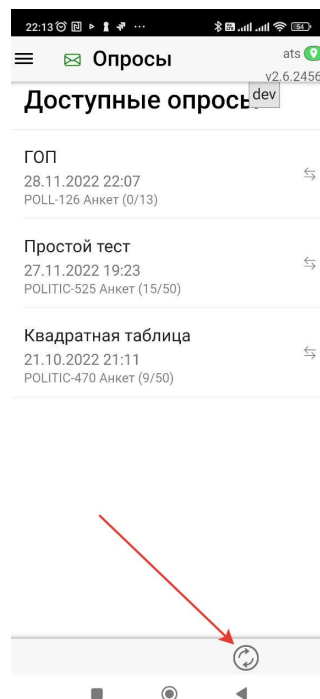 22:13
54
Опросы
ats
v2.6.2456
dev
Доступные опросы
ГОП
28.11.2022 22:07
POLL-126 Анкет (0/13)
Простой тест
27.11.2022 19:23
POLITIC-525 Анкет (15/50)
Квадратная таблица
21.10.2022 21:11
POLITIC-470 Анкет (9/50)